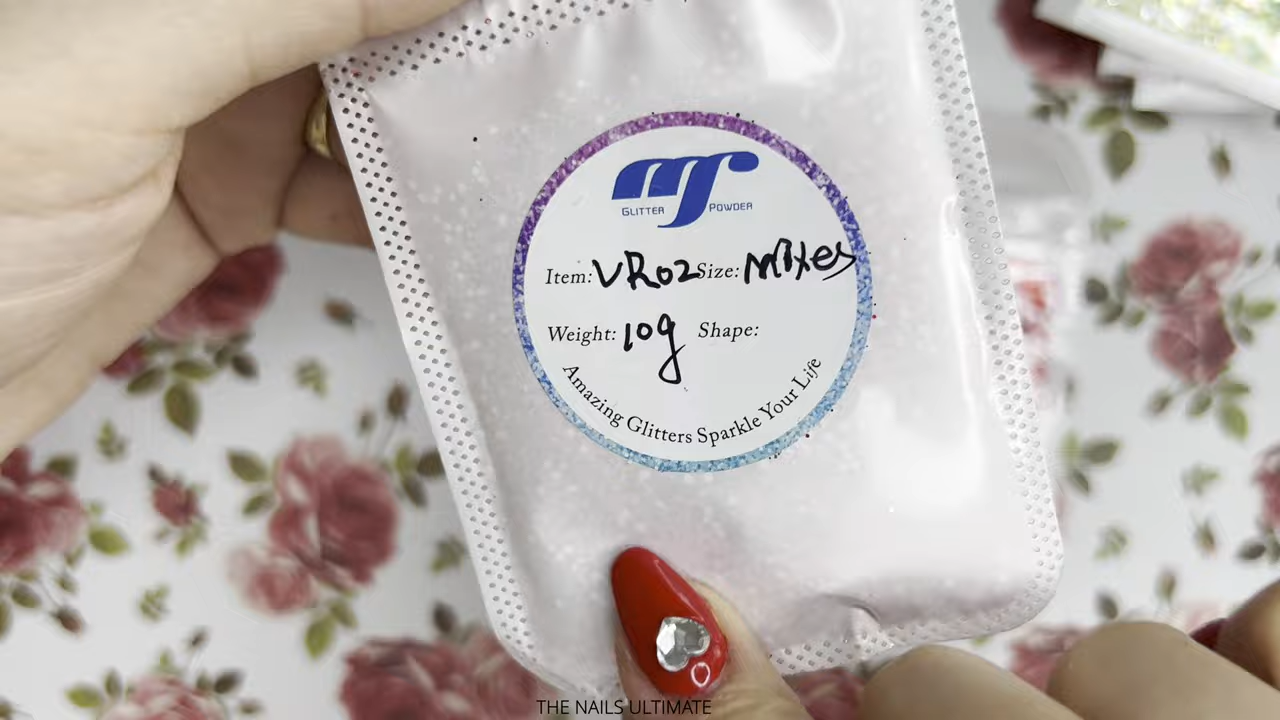 GLITTER POWDER
Item: VR02 Size: Mixes
Weight: 10g Shape:
Amazing Glitters Sparkle Your Life
THE NAILS ULTIMATE